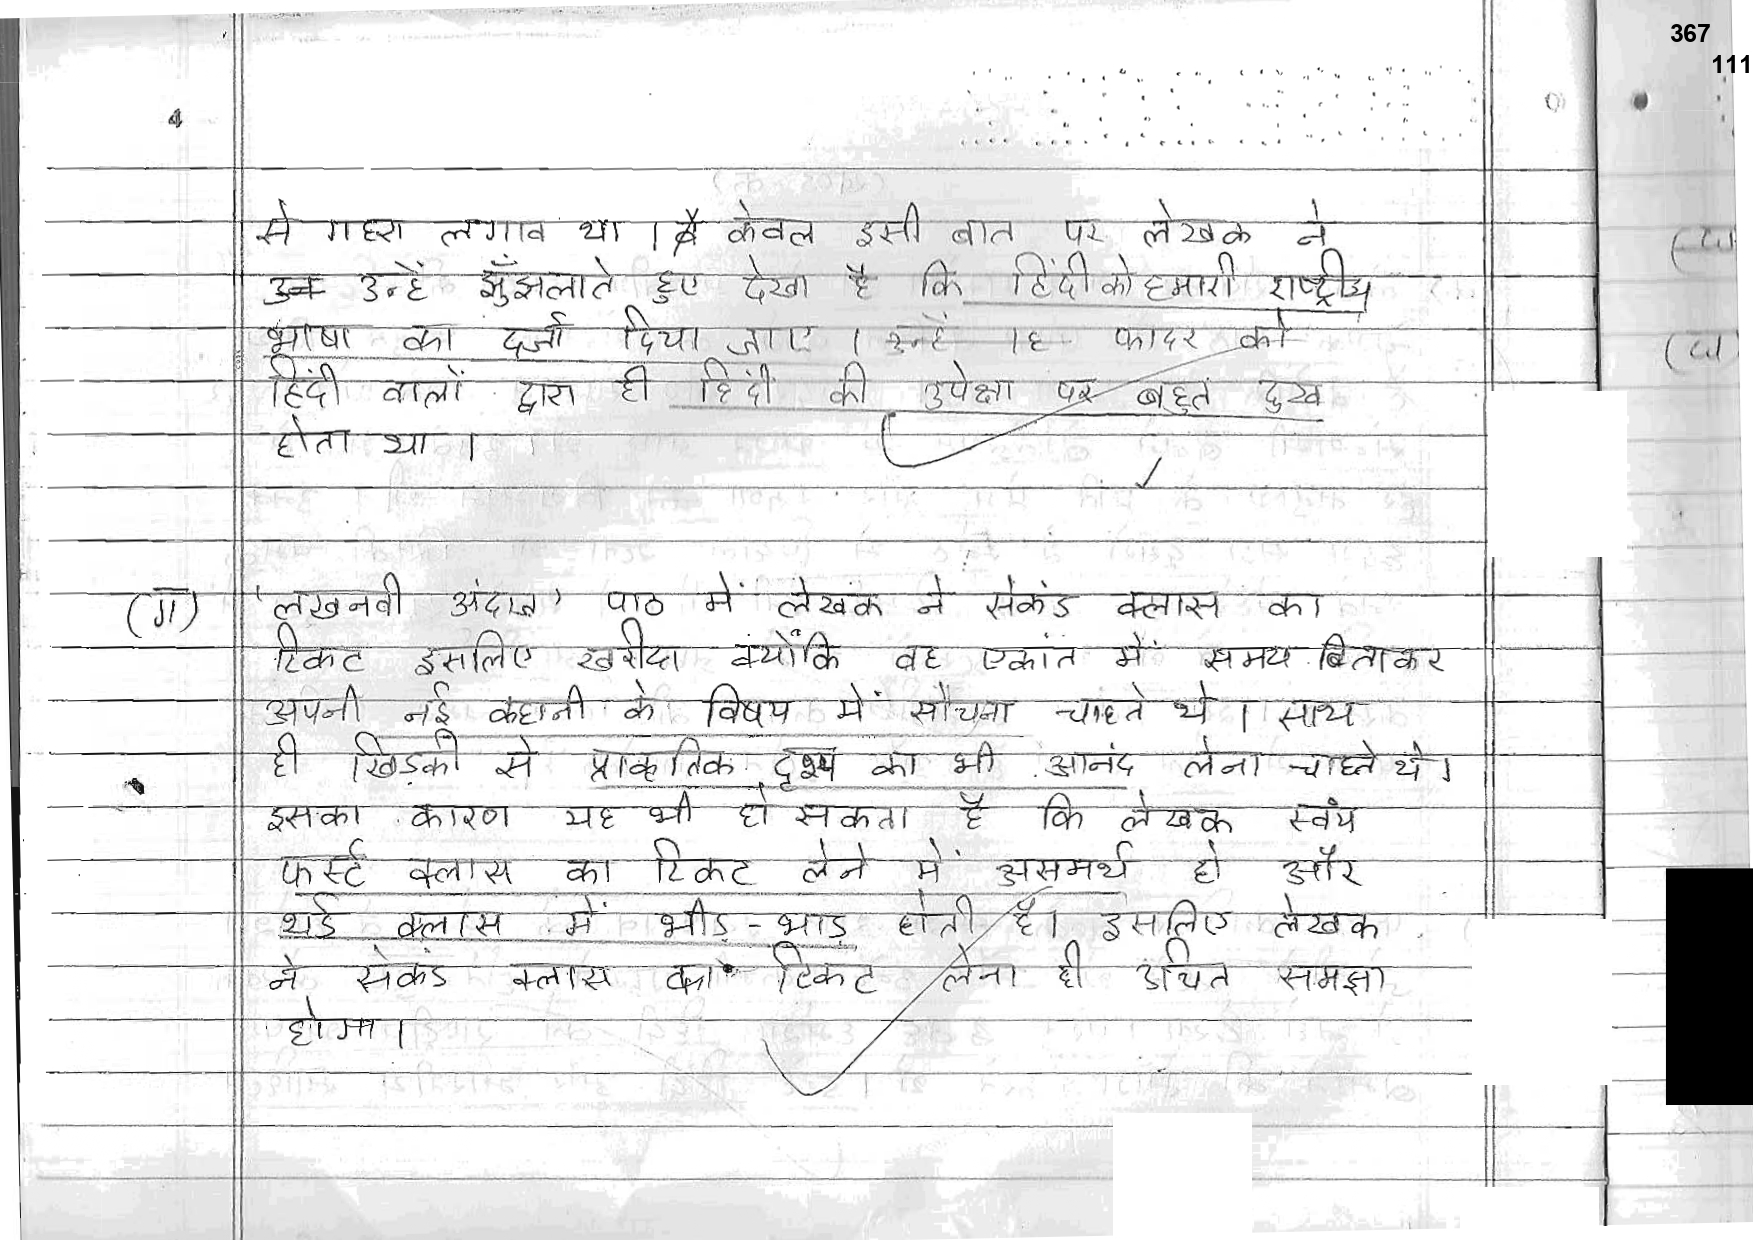 367
111
4
से गहरा लगाव था । केवल इसी बात पर लेखक ने
उन्हें झुँझलाते हुए देखा है कि हिंदी को हमारी राष्ट्रीय
भाषा का दर्जा दिया जाए । फादर को
हिंदी वालों द्वारा ही हिंदी की उपेक्षा पर बहुत दुख
होता था ।
(ग) 'लखनवी अंदाज़' पाठ में लेखक ने सेकंड क्लास का
टिकट इसलिए खरीदा क्योंकि वह एकांत में समय बिताकर
अपनी नई कहानी के विषय में सोचना चाहते थे । साथ
ही खिड़की से प्राकृतिक दृश्य का भी आनंद लेना चाहते थे ।
इसका कारण यह भी हो सकता है कि लेखक स्वंय
फर्स्ट क्लास का टिकट लेने में असमर्थ हो और
थर्ड क्लास में भीड़ - भाड़ होती है । इसलिए लेखक
ने सेकंड क्लास का टिकट लेना ही उचित समझा
होगा ।